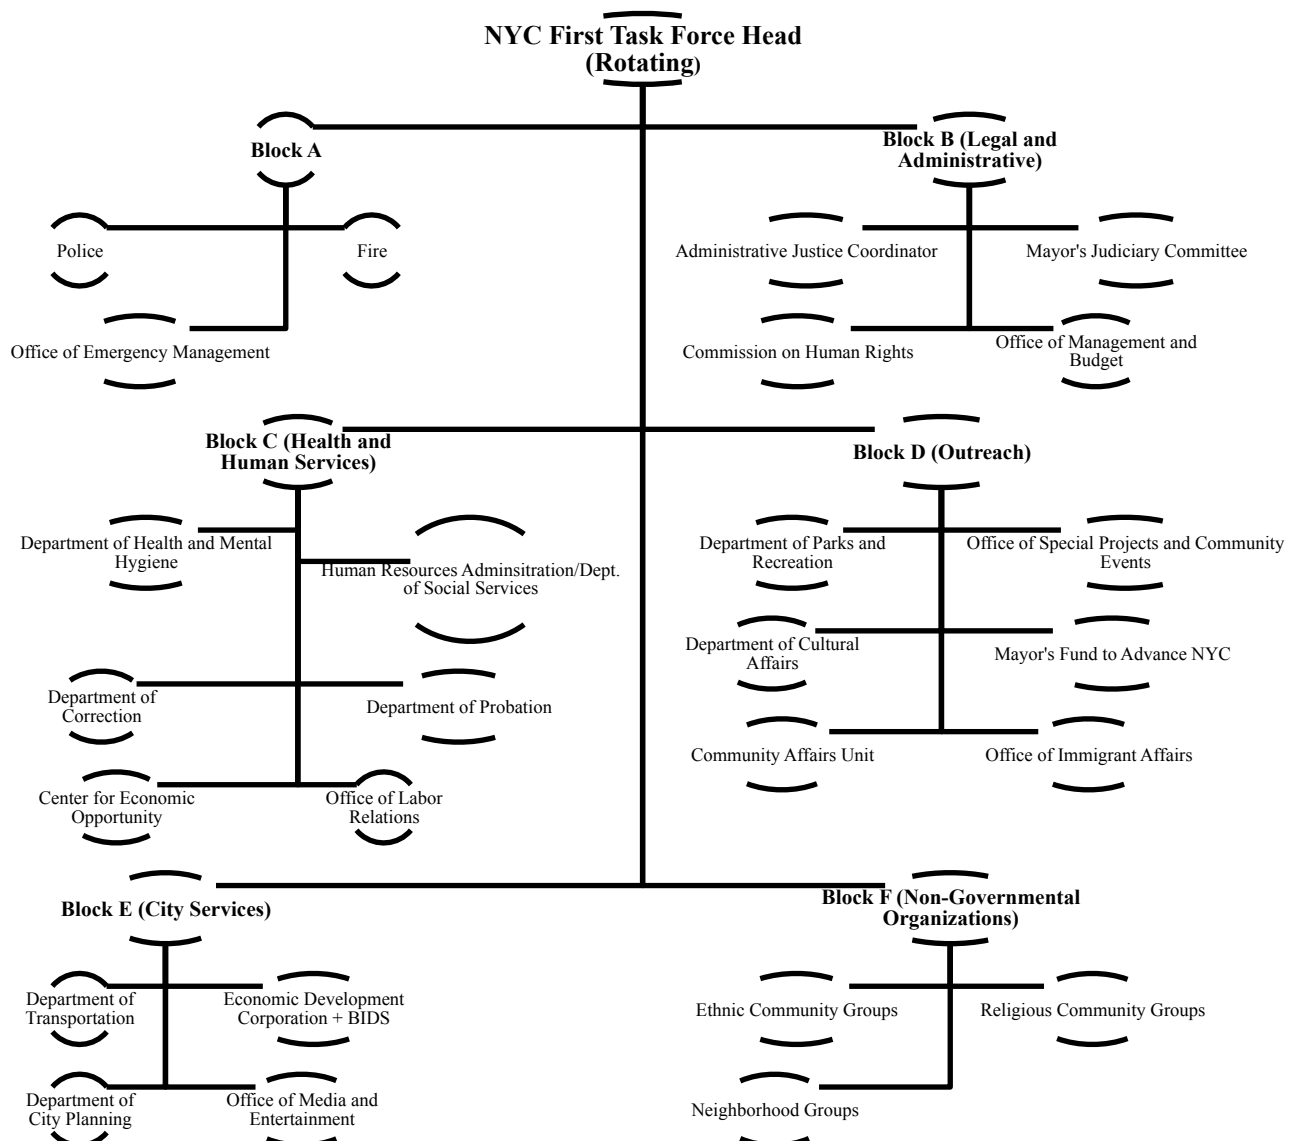 NYC First Task Force Head
(Rotating)
Block A
Block B (Legal and
Administrative)
Police
Fire
Administrative Justice Coordinator
Mayor's Judiciary Committee
Office of Emergency Management
Commission on Human Rights
Office of Management and
Budget
Block C (Health and
Human Services)
Block D (Outreach)
Department of Health and Mental
Hygiene
Human Resources Adminsitration/Dept.
of Social Services
Department of Parks and
Recreation
Office of Special Projects and Community
Events
Department of Cultural
Affairs
Mayor's Fund to Advance NYC
Department of
Correction
Department of Probation
Community Affairs Unit
Office of Immigrant Affairs
Center for Economic
Opportunity
Office of Labor
Relations
Block E (City Services)
Block F (Non-Governmental
Organizations)
Department of
Transportation
Economic Development
Corporation + BIDS
Ethnic Community Groups
Religious Community Groups
Department of
City Planning
Office of Media and
Entertainment
Neighborhood Groups